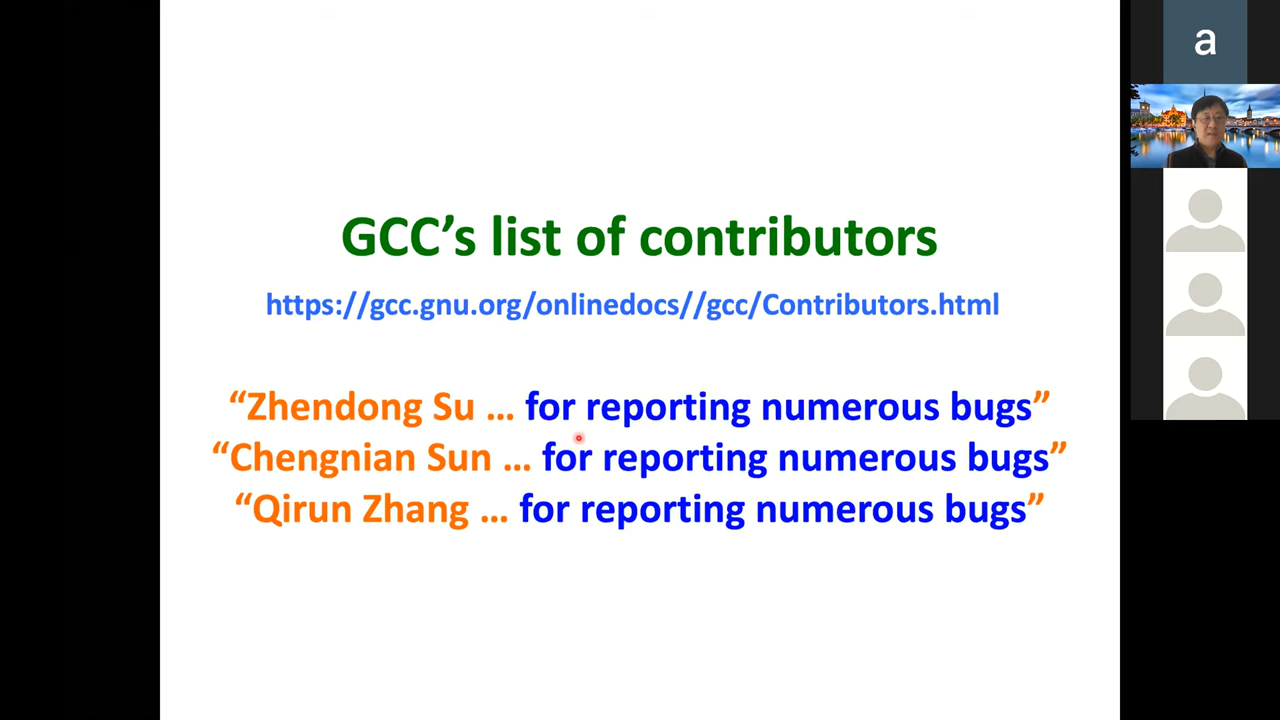 GCC’s list of contributors
https://gcc.gnu.org/onlinedocs//gcc/Contributors.html
“Zhendong Su … for reporting numerous bugs”
“Chengnian Sun … for reporting numerous bugs”
“Qirun Zhang … for reporting numerous bugs”
a